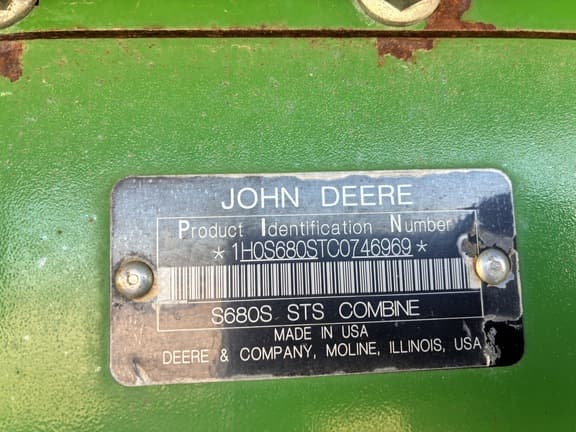 JOHN DEERE
Product Identification Number
*1H0S680STC0746969*
S680S STS COMBINE
MADE IN USA
DEERE & COMPANY, MOLINE, ILLINOIS, USA